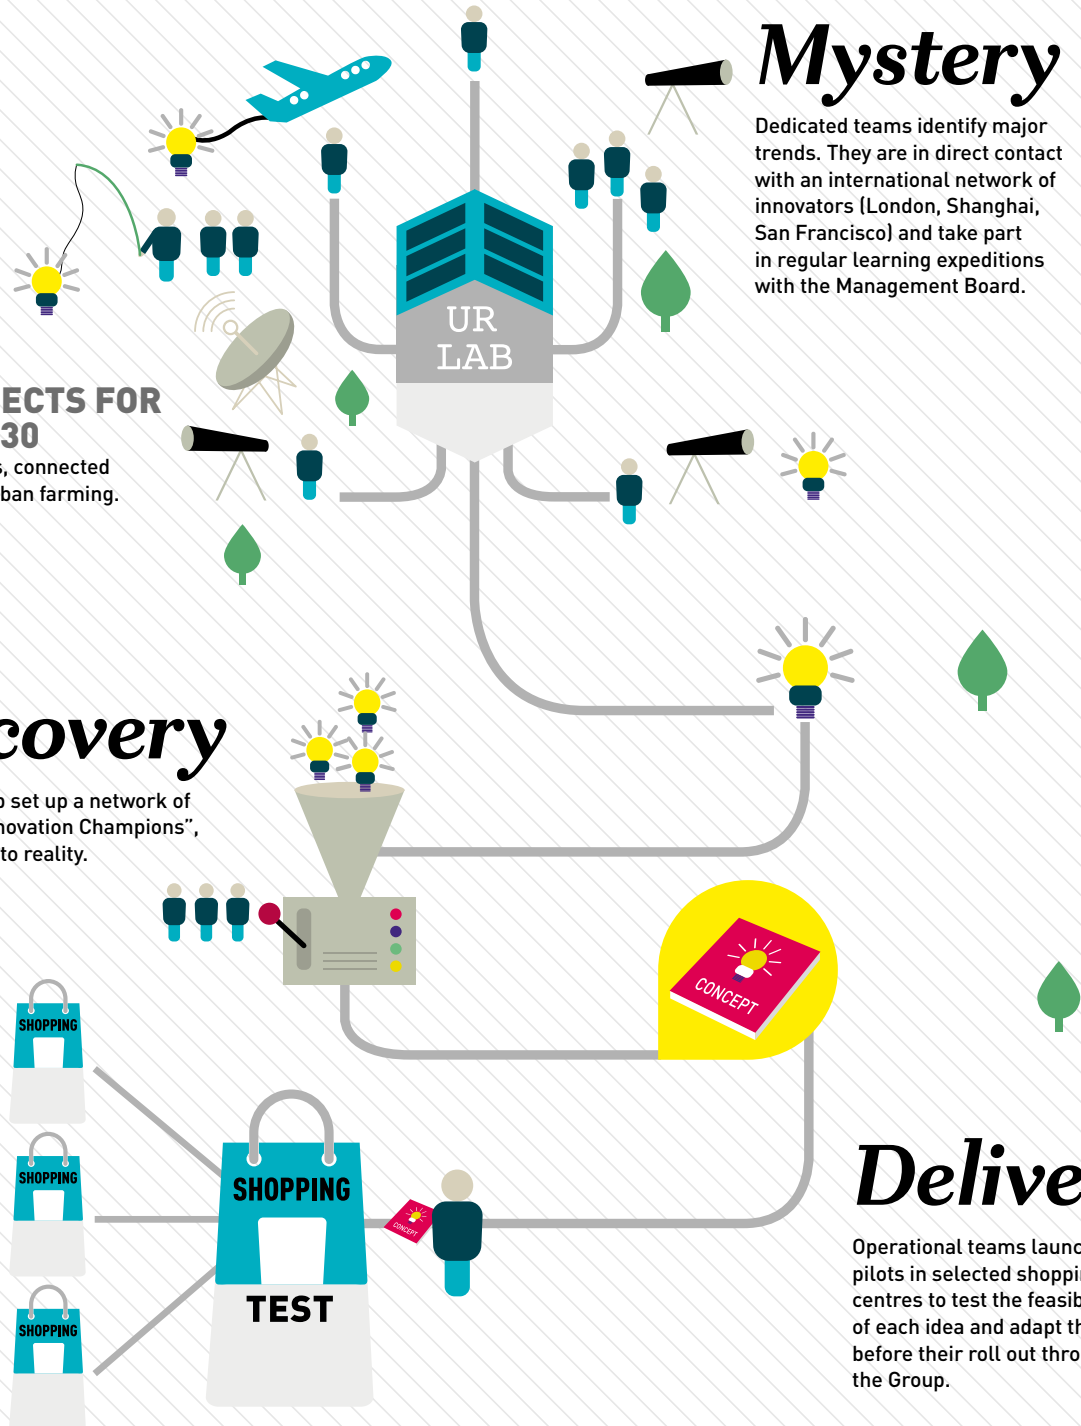 Mystery
Dedicated teams identify major
trends. They are in direct contact
with an international network of
innovators (London, Shanghai,
San Francisco) and take part
in regular learning expeditions
with the Management Board.
UR
LAB
ECTS FOR
30
s, connected
ban farming.
covery
o set up a network of
novation Champions”,
to reality.
CONCEPT
SHOPPING
SHOPPING
SHOPPING
SHOPPING
TEST
CONCEPT
Delive
Operational teams launc
pilots in selected shoppi
centres to test the feasib
of each idea and adapt th
before their roll out thro
the Group.